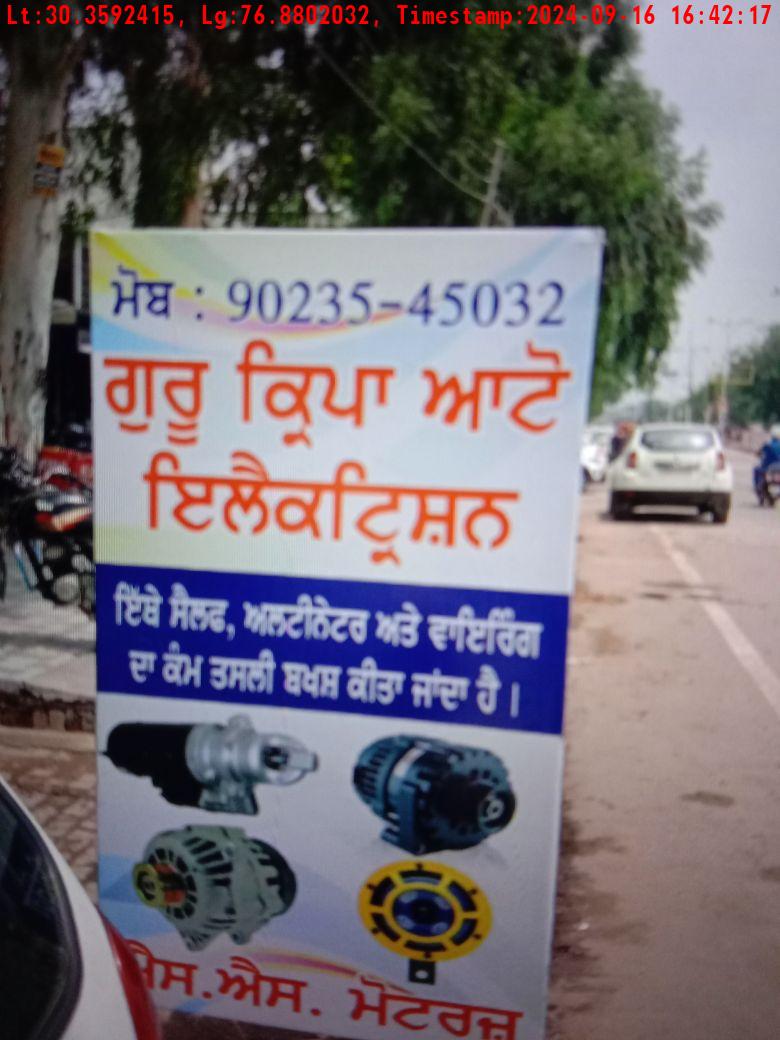 Lt:30.3592415, Lg:76.8802032, Timestamp:2024-09-16 16:42:17
ਮੋਬ : 90235-45032
ਗੁਰੂ ਕ੍ਰਿਪਾ ਆਟੋ
ਇਲੈਕਟ੍ਰਿਸ਼ਨ
ਇੱਥੇ ਸੈਲਫ, ਅਲਟੀਨੇਟਰ ਅਤੇ ਵਾਇਰਿੰਗ
ਦਾ ਕੰਮ ਤਸਲੀ ਬਖਸ਼ ਕੀਤਾ ਜਾਂਦਾ ਹੈ।
ਐਸ.ਐਸ. ਮੋਟਰਜ਼